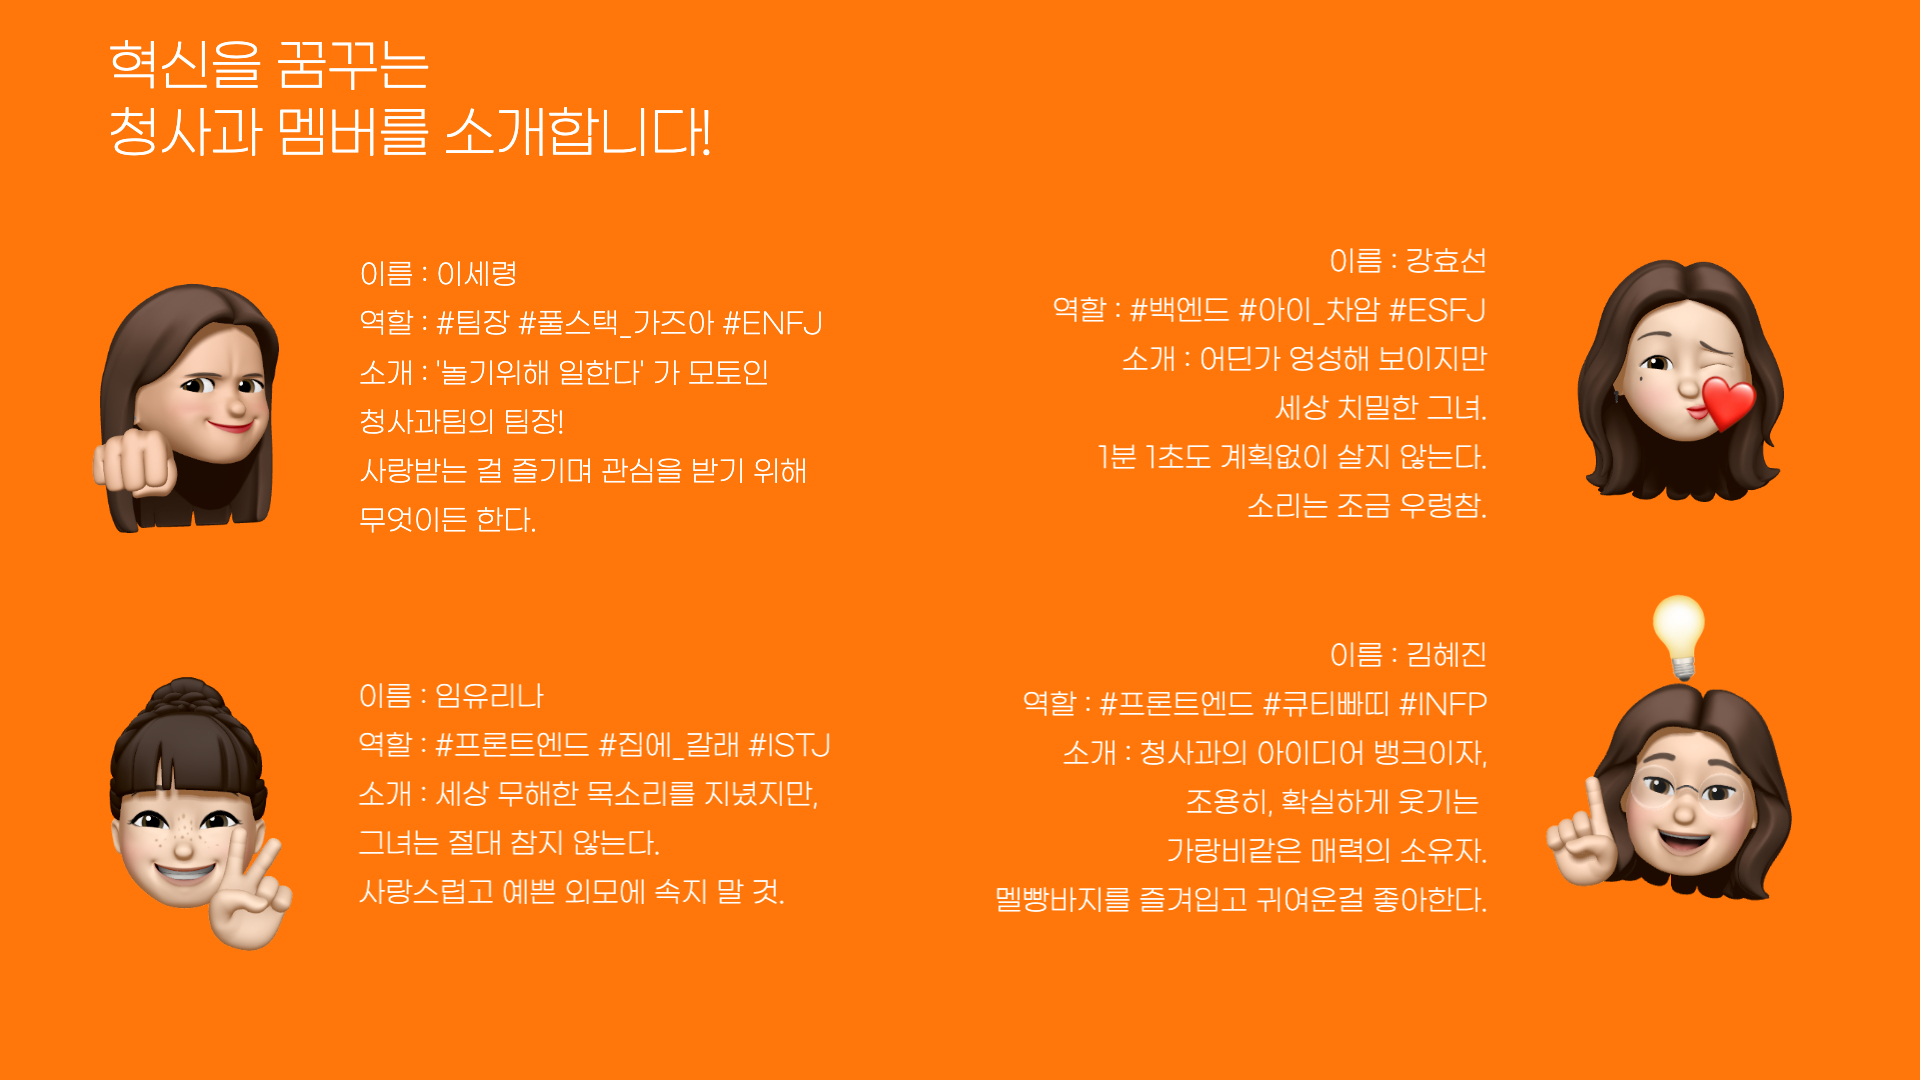 혁신을 꿈꾸는
청사과 멤버를 소개합니다!
이름 : 이세령
역할 : #팀장 #풀스택_가즈아 #ENFJ
소개 : '놀기위해 일한다' 가 모토인
청사과팀의 팀장!
사랑받는 걸 즐기며 관심을 받기 위해
무엇이든 한다.
이름 : 강효선
역할 : #백엔드 #아이_차암 #ESFJ
소개 : 어딘가 엉성해 보이지만
세상 치밀한 그녀.
1분 1초도 계획없이 살지 않는다.
소리는 조금 우렁참.
이름 : 임유리나
역할 : #프론트엔드 #집에_갈래 #ISTJ
소개 : 세상 무해한 목소리를 지녔지만,
그녀는 절대 참지 않는다.
사랑스럽고 예쁜 외모에 속지 말 것.
이름 : 김혜진
역할 : #프론트엔드 #큐티빠띠 #INFP
소개 : 청사과의 아이디어 뱅크이자,
조용히, 확실하게 웃기는
가랑비같은 매력의 소유자.
멜빵바지를 즐겨입고 귀여운걸 좋아한다.